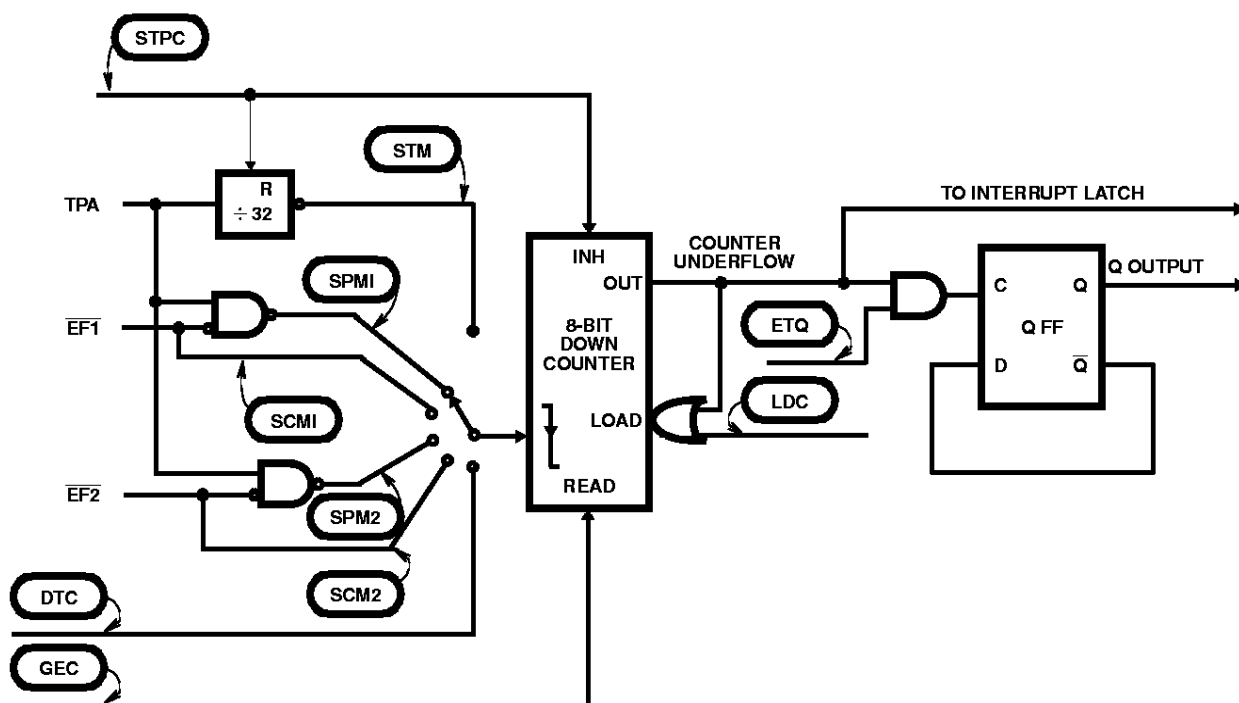 STPC
STM
TPA
R
÷ 32
TO INTERRUPT LATCH
INH
COUNTER
UNDERFLOW
OUT
SPMI
C
Q
Q OUTPUT
EF1
8-BIT
DOWN
COUNTER
ETQ
Q FF
D
Q
SCMI
LOAD
LDC
EF2
READ
SPM2
SCM2
DTC
GEC